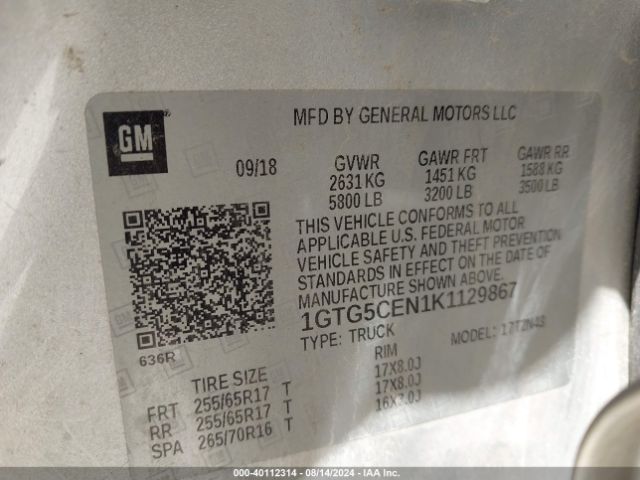 GM
MFD BY GENERAL MOTORS LLC
09/18
GVWR GAWR FRT GAWR RR
2631 KG 1451 KG 1588 KG
5800 LB 3200 LB 3500 LB
THIS VEHICLE CONFORMS TO ALL
APPLICABLE U.S. FEDERAL MOTOR
VEHICLE SAFETY AND THEFT PREVENTION
STANDARDS IN EFFECT ON THE DATE OF
MANUFACTURE SHOWN ABOVE.
1GTG5CEN1K1129867
TYPE: TRUCK MODEL: 17T2N43
636R
TIRE SIZE RIM
FRT 255/65R17 T 17X8.0J
RR 255/65R17 T 17X8.0J
SPA 265/70R16 T 16X7.0J
000-40112314 - 08/14/2024 - IAA Inc.